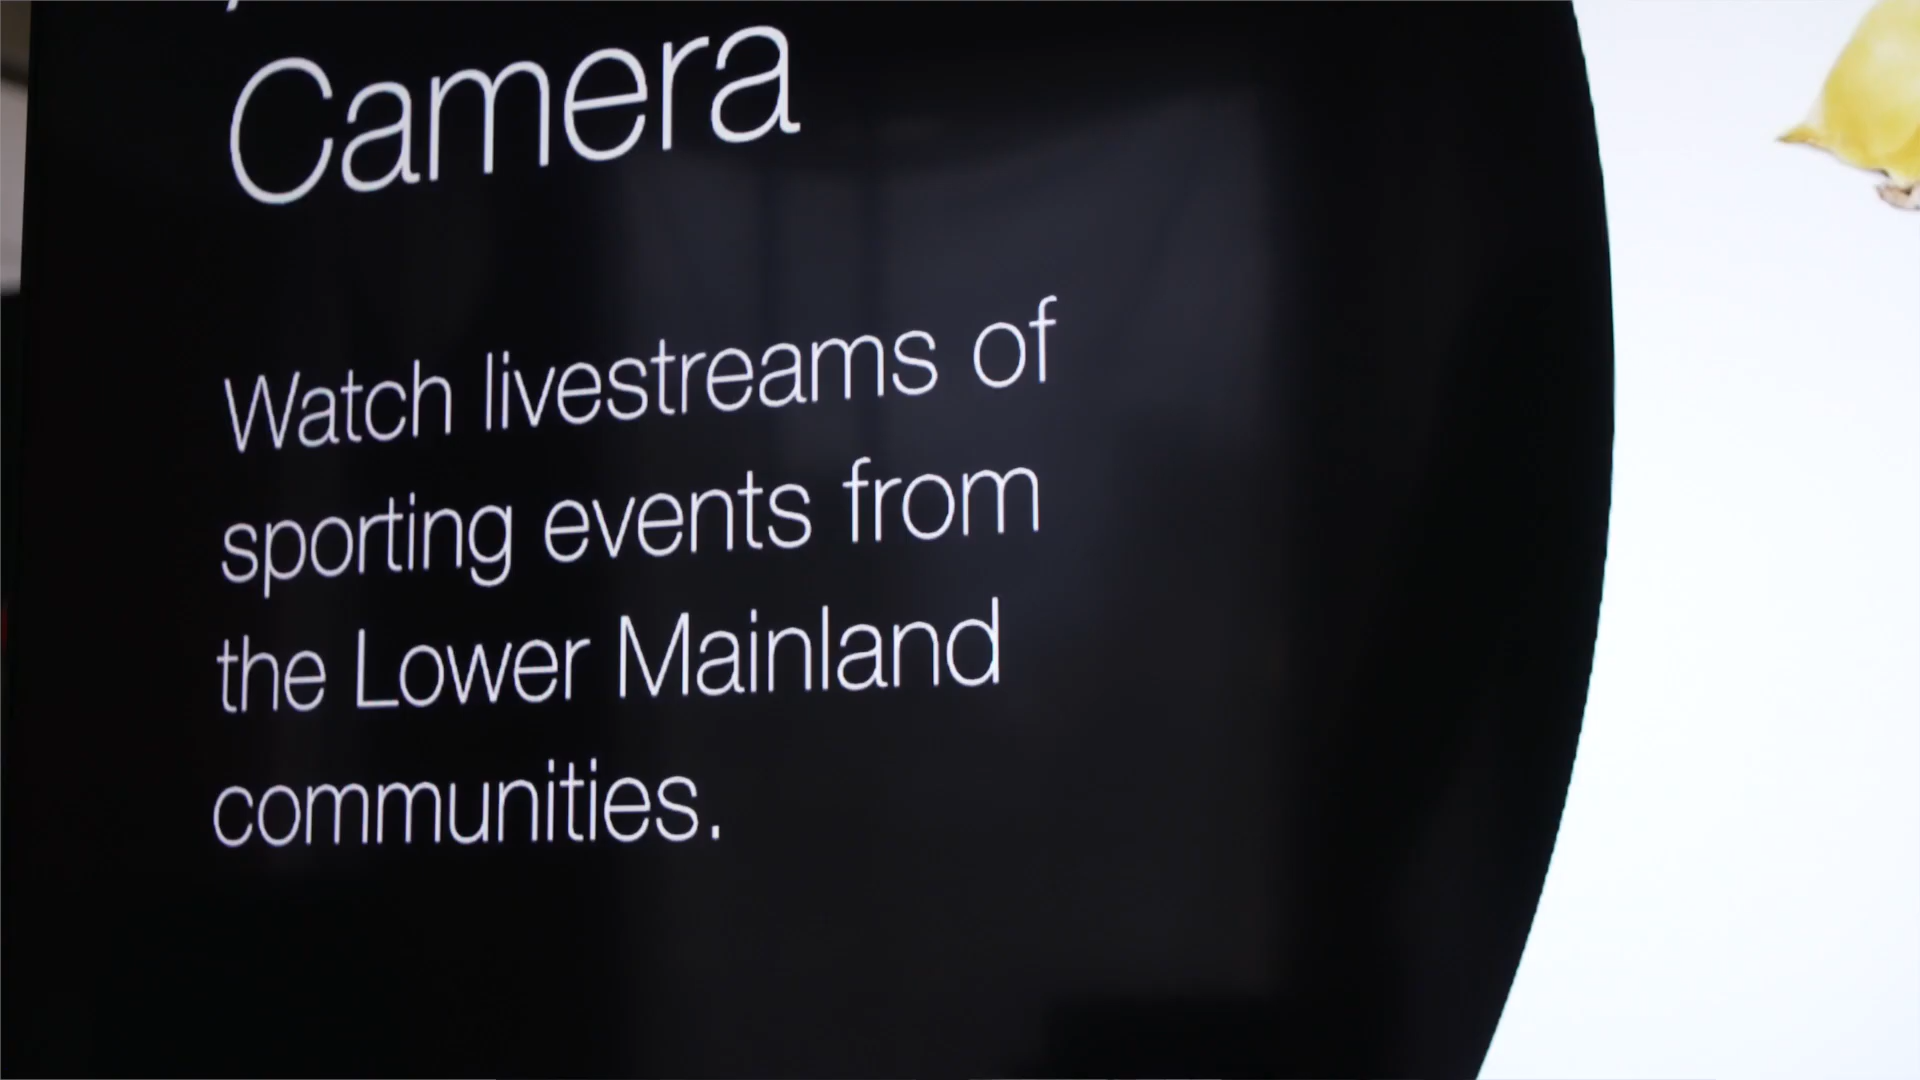 Camera
Watch livestreams of
sporting events from
the Lower Mainland
communities.